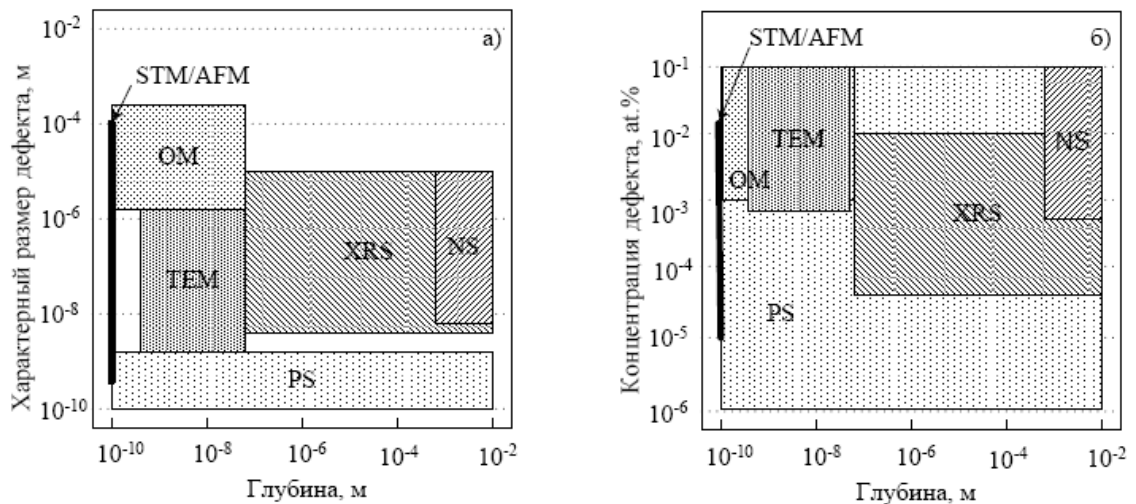 Характерный размер дефекта, м
10⁻²
10⁻⁴
10⁻⁶
10⁻⁸
10⁻¹⁰
а)
STM/AFM
OM
TEM
XRS
NS
PS
10⁻¹⁰ 10⁻⁸ 10⁻⁶ 10⁻⁴ 10⁻²
Глубина, м
Концентрация дефекта, at.%
10⁻¹
10⁻²
10⁻³
10⁻⁴
10⁻⁵
10⁻⁶
STM/AFM
б)
TEM
NS
OM
XRS
PS
10⁻¹⁰ 10⁻⁸ 10⁻⁶ 10⁻⁴ 10⁻²
Глубина, м